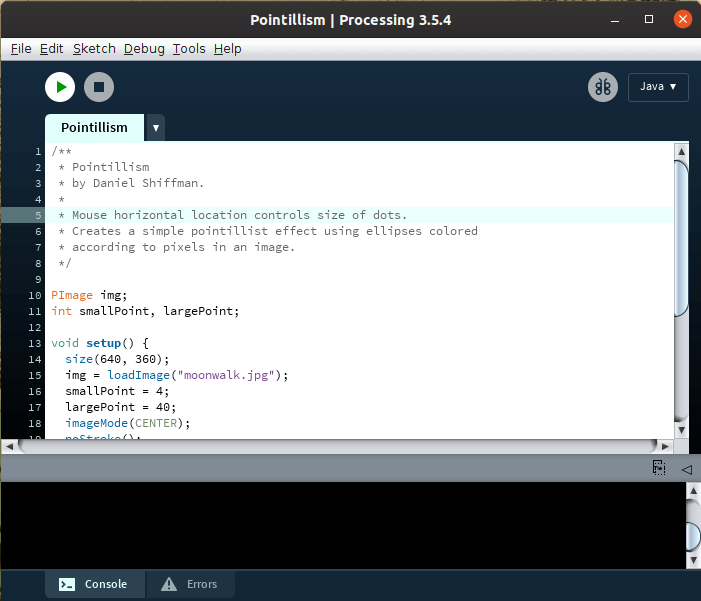 Pointillism | Processing 3.5.4
File Edit Sketch Debug Tools Help
Java ▼
Pointillism ▼
1 /**
2  * Pointillism
3  * by Daniel Shiffman.
4  *
5  * Mouse horizontal location controls size of dots.
6  * Creates a simple pointillist effect using ellipses colored
7  * according to pixels in an image.
8  */
9
10 PImage img;
11 int smallPoint, largePoint;
12
13 void setup() {
14   size(640, 360);
15   img = loadImage("moonwalk.jpg");
16   smallPoint = 4;
17   largePoint = 40;
18   imageMode(CENTER);
19   noStroke();
Console Errors